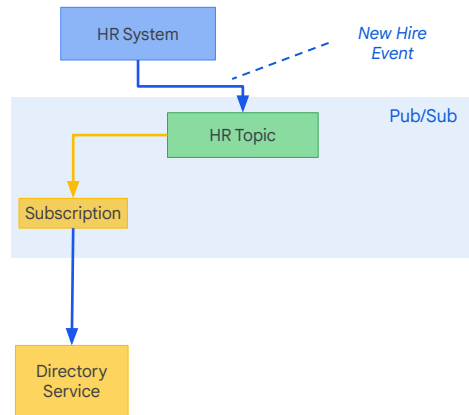 HR System
New Hire
Event
Pub/Sub
HR Topic
Subscription
Directory
Service